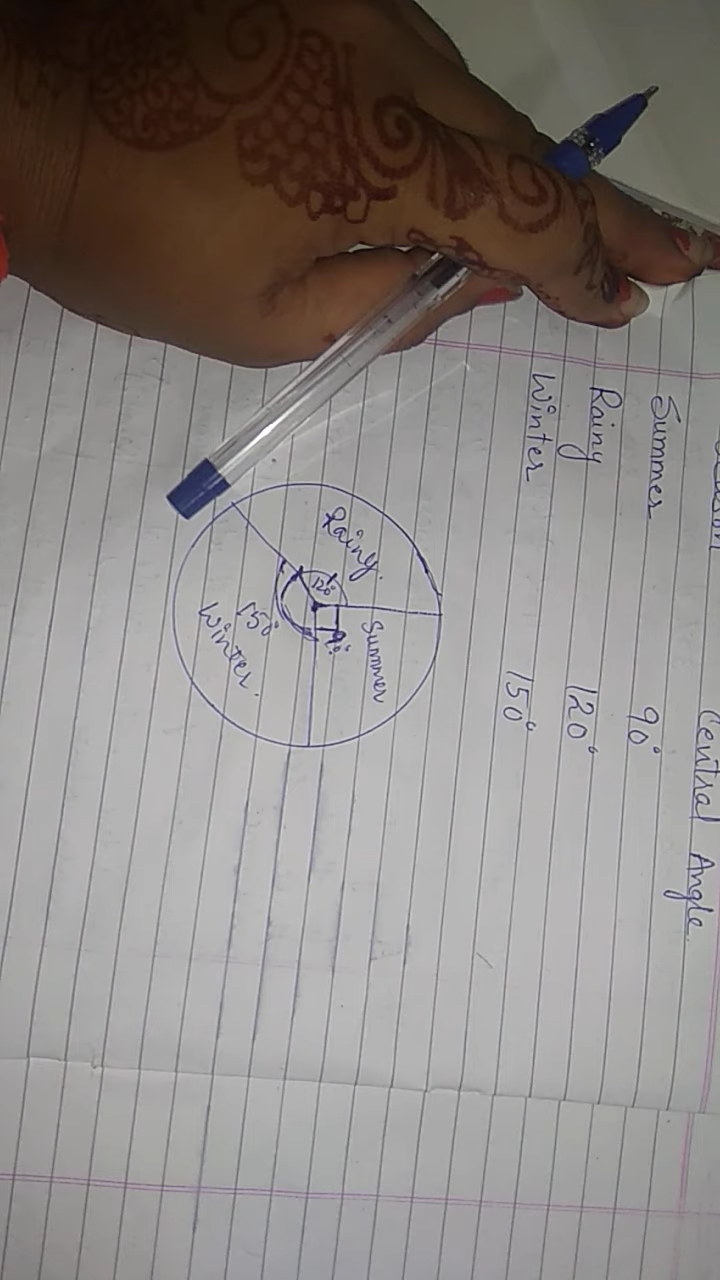 Central Angle
Summer 90°
Rainy 120°
Winter 150°
Rainy.
120°
Summer
90°
150°
Winter.